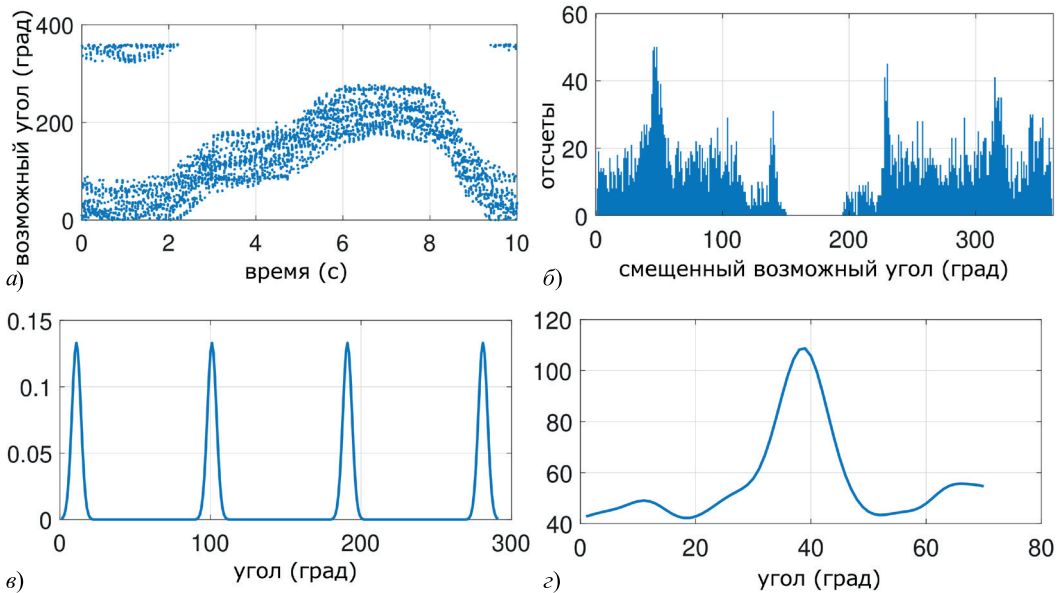 400
200
0
0 2 4 6 8 10
возможный угол (град)
время (с)
а)
60
40
20
0
0 100 200 300
отсчеты
смещенный возможный угол (град)
б)
0.15
0.1
0.05
0
0 100 200 300
угол (град)
в)
120
100
80
60
40
0 20 40 60 80
угол (град)
г)